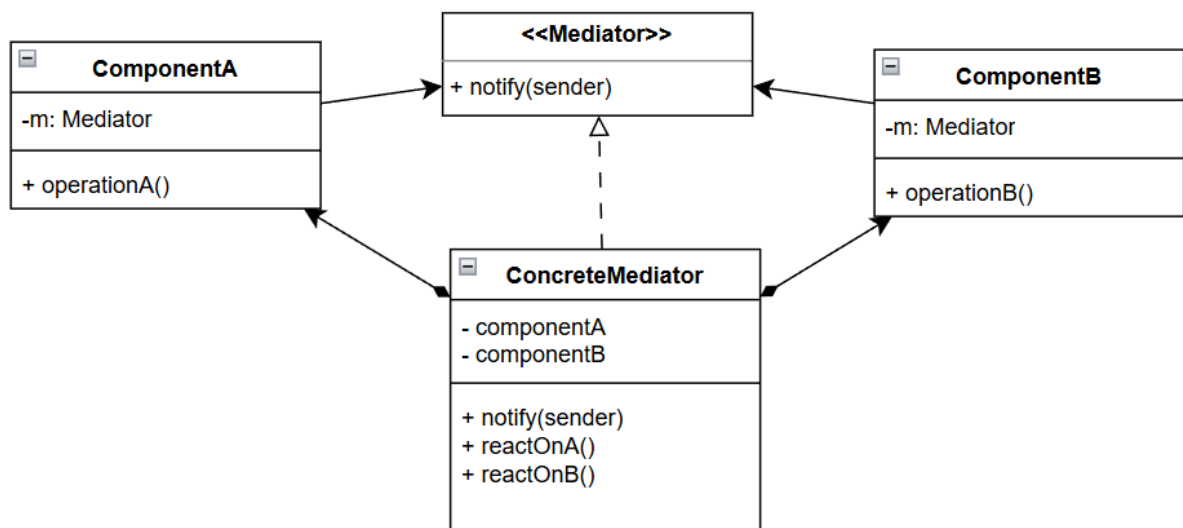 <<Mediator>>
+ notify(sender)
ComponentA
-m: Mediator
+ operationA()
ComponentB
-m: Mediator
+ operationB()
ConcreteMediator
- componentA
- componentB
+ notify(sender)
+ reactOnA()
+ reactOnB()